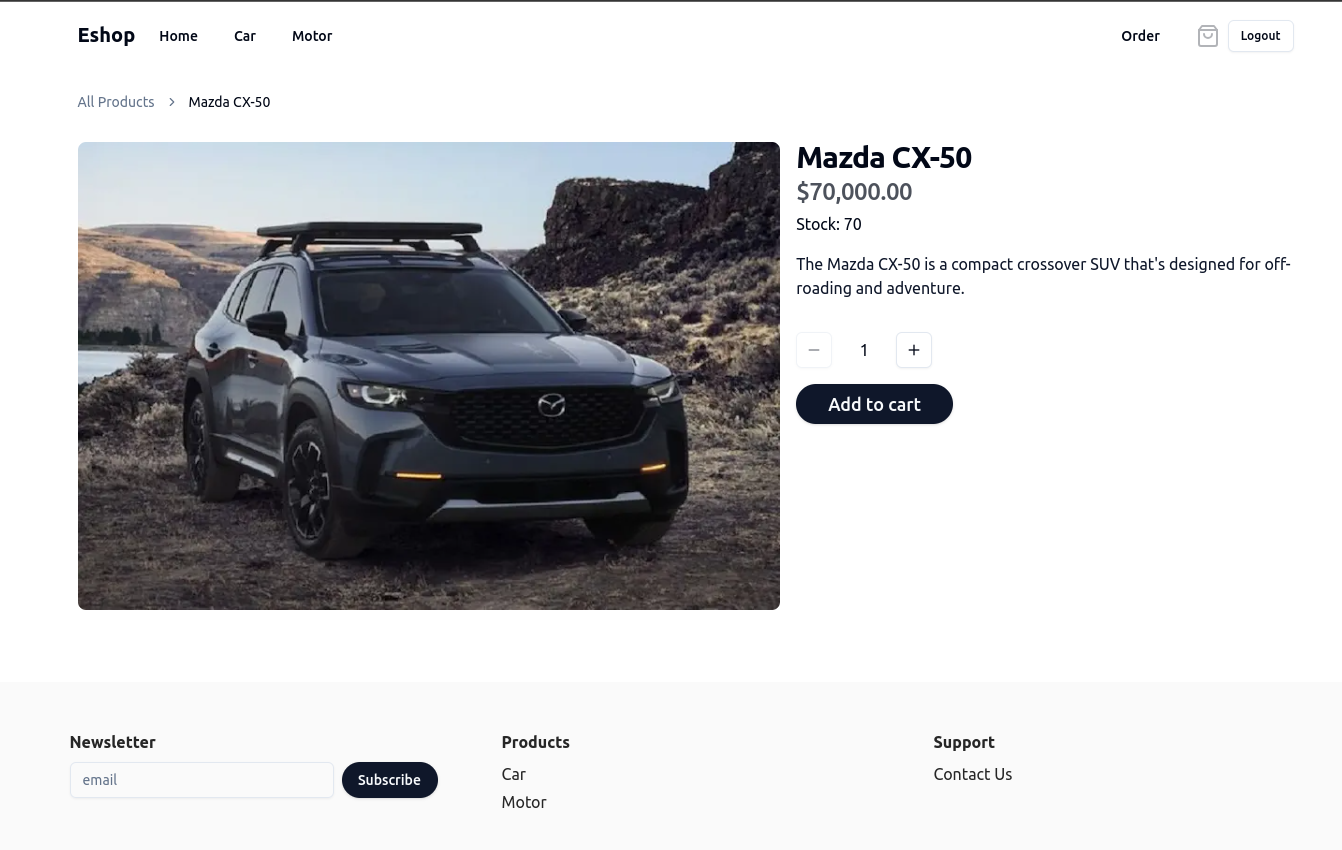 Eshop Home Car Motor Order Logout
All Products Mazda CX-50
Mazda CX-50
$70,000.00
Stock: 70
The Mazda CX-50 is a compact crossover SUV that's designed for off-
roading and adventure.
1
Add to cart
Newsletter
email Subscribe
Products
Car
Motor
Support
Contact Us